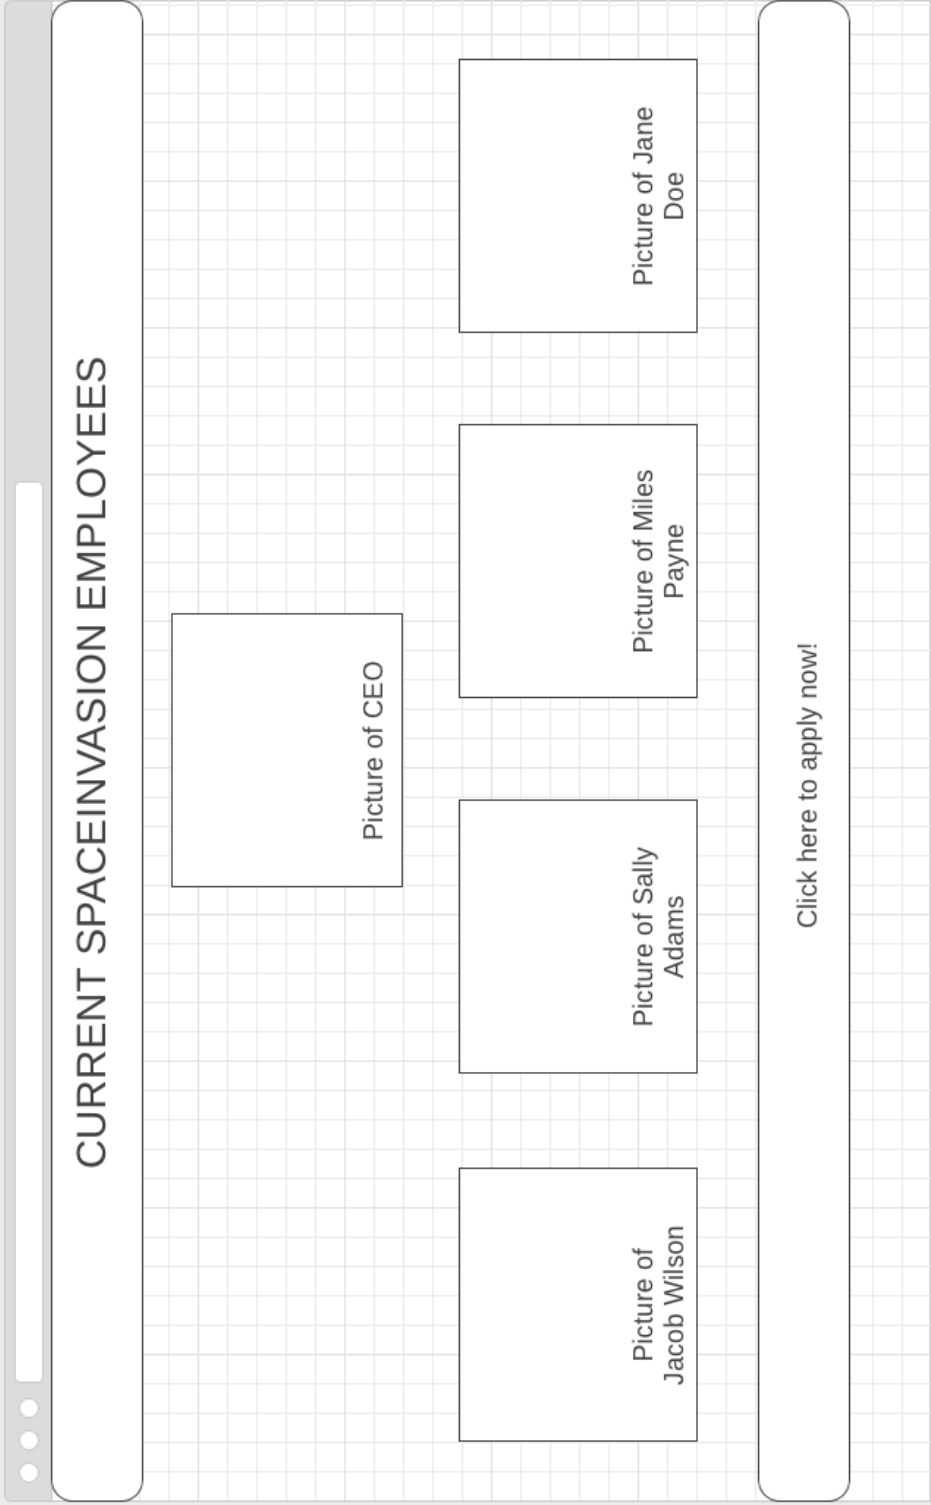 CURRENT SPACEINVASION EMPLOYEES
Picture of CEO
Picture of
Jacob Wilson
Picture of Sally
Adams
Picture of Miles
Payne
Picture of Jane
Doe
Click here to apply now!